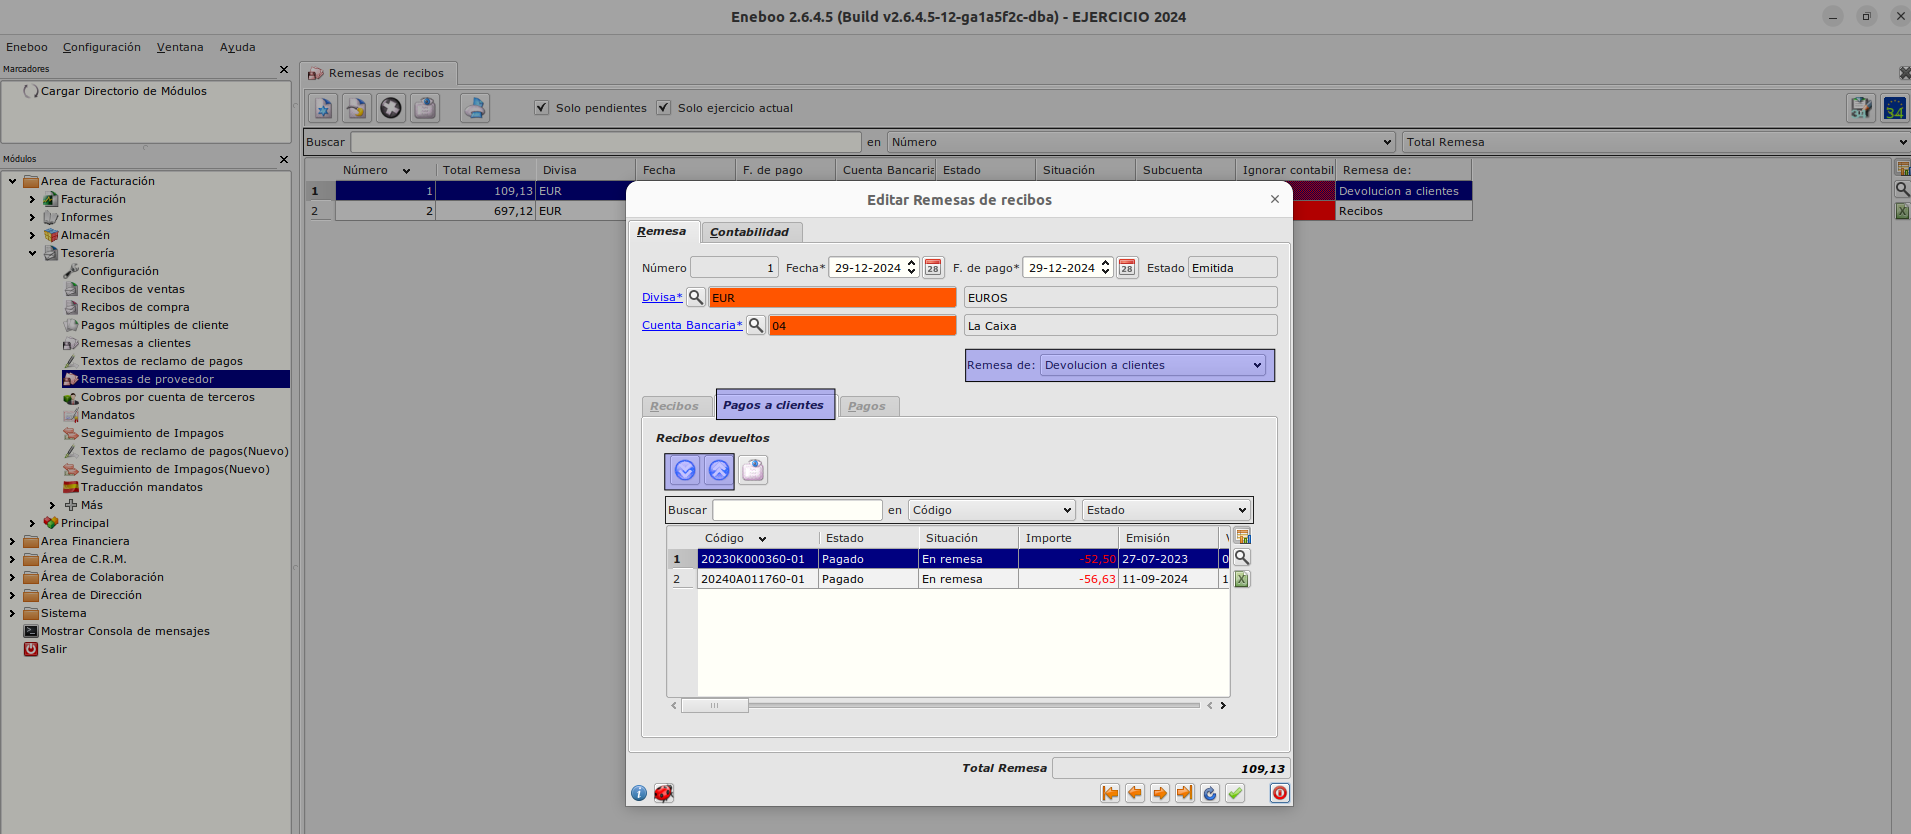 Eneboo 2.6.4.5 (Build v2.6.4.5-12-ga1a5f2c-dba) - EJERCICIO 2024
Eneboo Configuración Ventana Ayuda
Marcadores
Cargar Directorio de Módulos
Módulos
Area de Facturación
Facturación
Informes
Almacén
Tesorería
Configuración
Recibos de ventas
Recibos de compra
Pagos múltiples de cliente
Remesas a clientes
Textos de reclamo de pagos
Remesas de proveedor
Cobros por cuenta de terceros
Mandatos
Seguimiento de Impagos
Textos de reclamo de pagos(Nuevo)
Seguimiento de Impagos(Nuevo)
Traducción mandatos
Más
Principal
Area Financiera
Área de C.R.M.
Área de Colaboración
Área de Dirección
Sistema
Mostrar Consola de mensajes
Salir
Remesas de recibos
Solo pendientes Solo ejercicio actual
34
Buscar en Número Total Remesa
Número Total Remesa Divisa Fecha F. de pago Cuenta Bancaria Estado Situación Subcuenta Ignorar contabil Remesa de:
1 1 109,13 EUR Devolucion a clientes
2 2 697,12 EUR Recibos
Editar Remesas de recibos
Remesa Contabilidad
Número 1 Fecha* 29-12-2024 28 F. de pago* 29-12-2024 28 Estado Emitida
Divisa* EUR EUROS
Cuenta Bancaria* 04 La Caixa
Remesa de: Devolucion a clientes
Recibos Pagos a clientes Pagos
Recibos devueltos
Buscar en Código Estado
Código Estado Situación Importe Emisión
1 20230K000360-01 Pagado En remesa -52,50 27-07-2023 0
2 20240A011760-01 Pagado En remesa -56,63 11-09-2024 1
Total Remesa 109,13